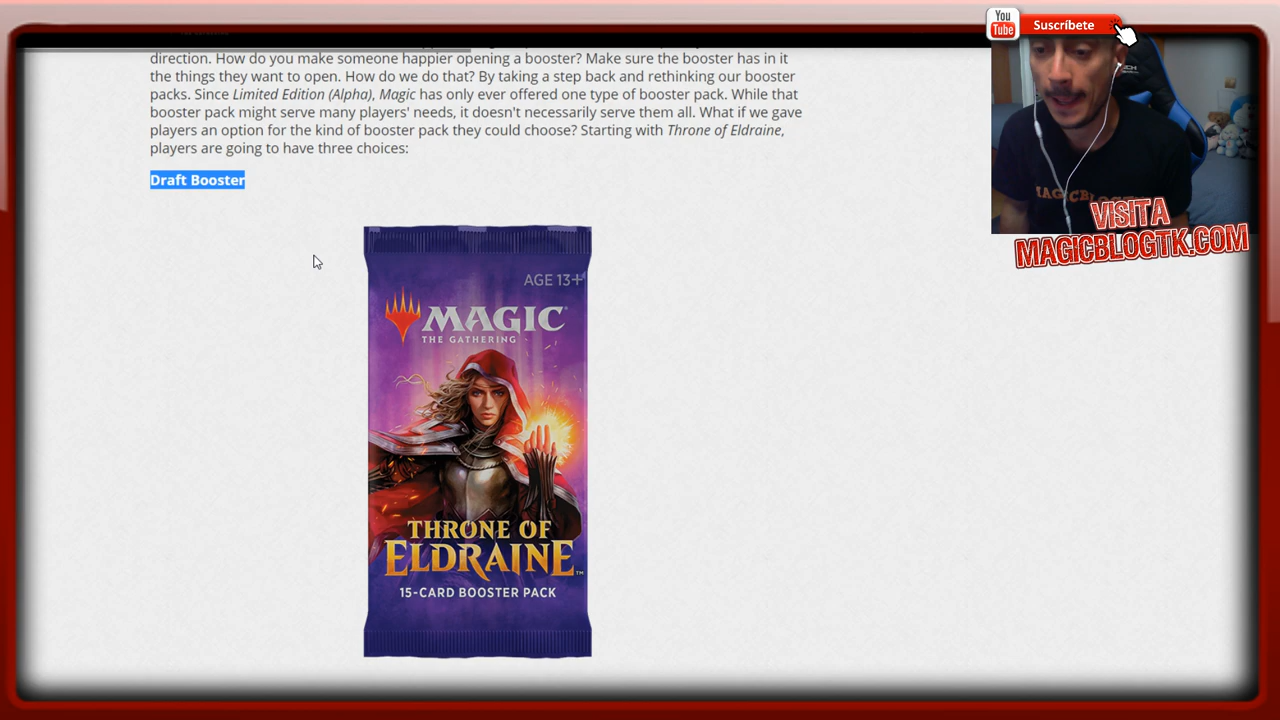 direction. How do you make someone happier opening a booster? Make sure the booster has in it
the things they want to open. How do we do that? By taking a step back and rethinking our booster
packs. Since Limited Edition (Alpha), Magic has only ever offered one type of booster pack. While that
booster pack might serve many players' needs, it doesn't necessarily serve them all. What if we gave
players an option for the kind of booster pack they could choose? Starting with Throne of Eldraine,
players are going to have three choices:
Draft Booster
AGE 13+
MAGIC
THE GATHERING
THRONE OF
ELDRAINE™
15-CARD BOOSTER PACK
You
Tube
Suscríbete
VISITA
MAGICBLOGTK.COM